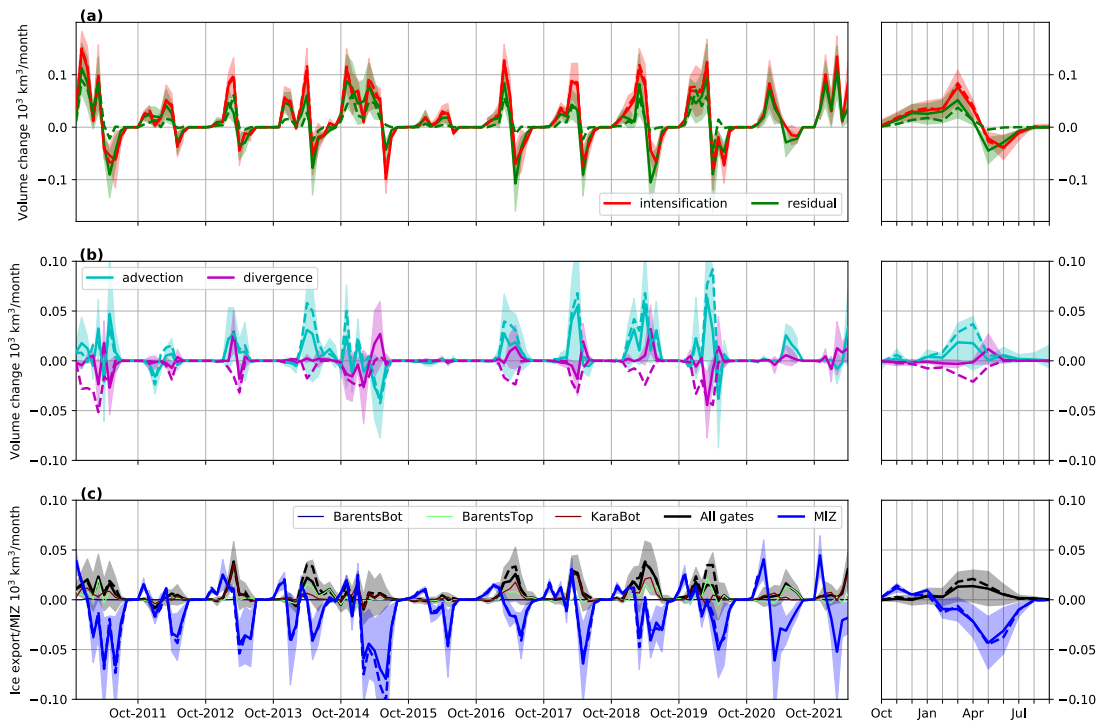 (a)
Volume change 10³ km³/month
0.1
0.0
−0.1
intensification residual
0.1
0.0
−0.1
(b)
Volume change 10³ km³/month
0.10
0.05
0.00
−0.05
−0.10
advection divergence
0.10
0.05
0.00
−0.05
−0.10
(c)
Ice export/MIZ 10³ km³/month
0.10
0.05
0.00
−0.05
−0.10
BarentsBot BarentsTop KaraBot All gates MIZ
0.10
0.05
0.00
−0.05
−0.10
Oct-2011 Oct-2012 Oct-2013 Oct-2014 Oct-2015 Oct-2016 Oct-2017 Oct-2018 Oct-2019 Oct-2020 Oct-2021
Oct Jan Apr Jul